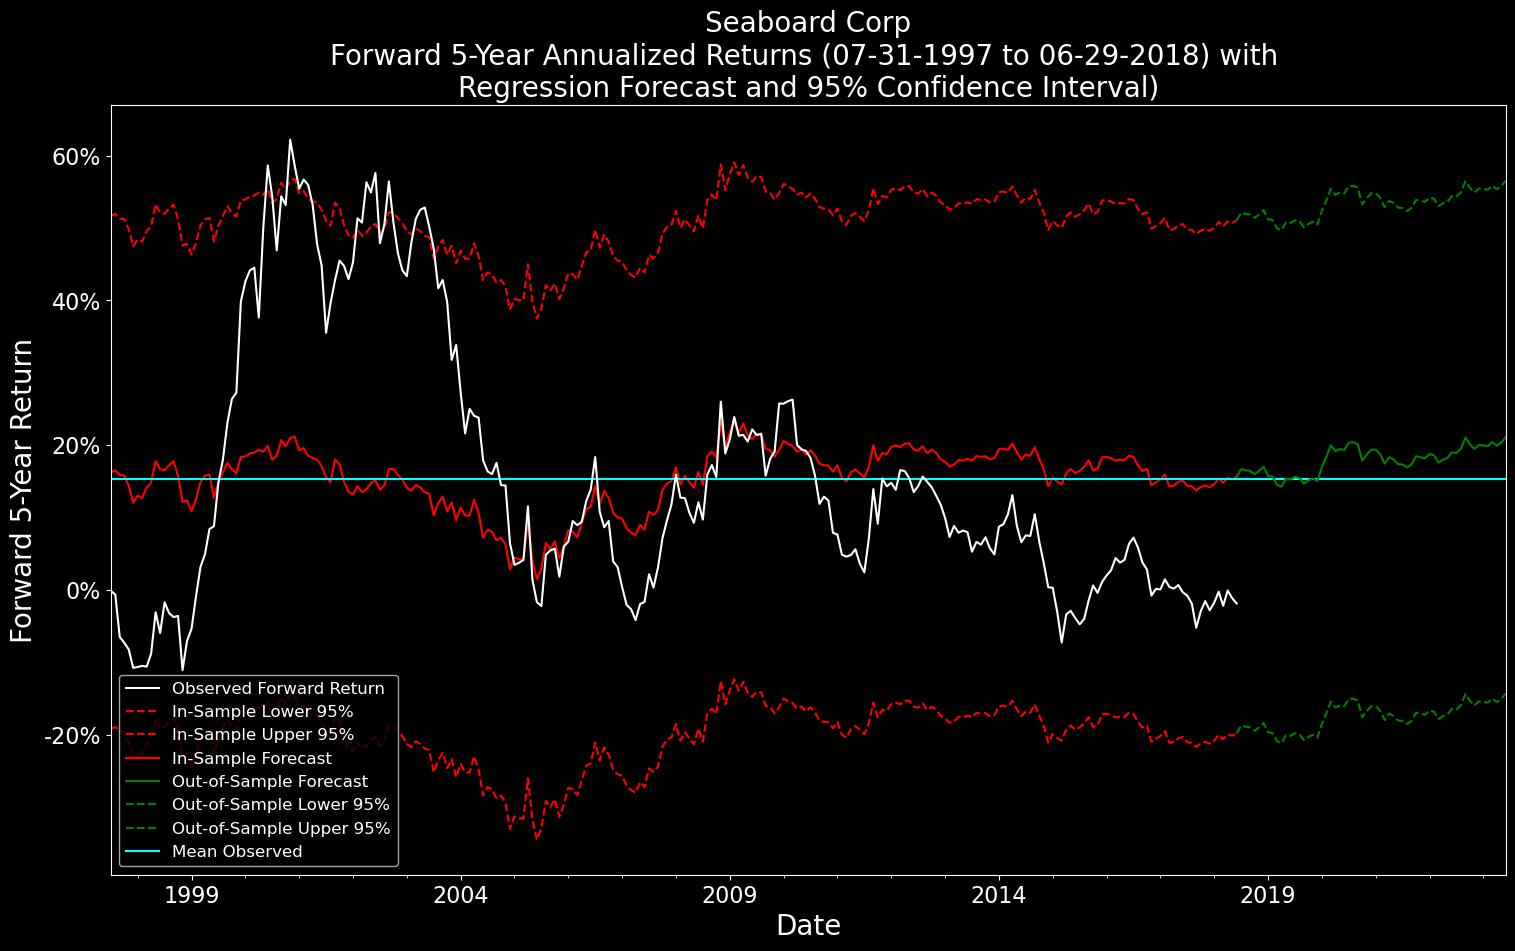 Seaboard Corp
Forward 5-Year Annualized Returns (07-31-1997 to 06-29-2018) with
Regression Forecast and 95% Confidence Interval)
Forward 5-Year Return
60%
40%
20%
0%
-20%
Observed Forward Return
In-Sample Lower 95%
In-Sample Upper 95%
In-Sample Forecast
Out-of-Sample Forecast
Out-of-Sample Lower 95%
Out-of-Sample Upper 95%
Mean Observed
1999
2004
2009
2014
2019
Date